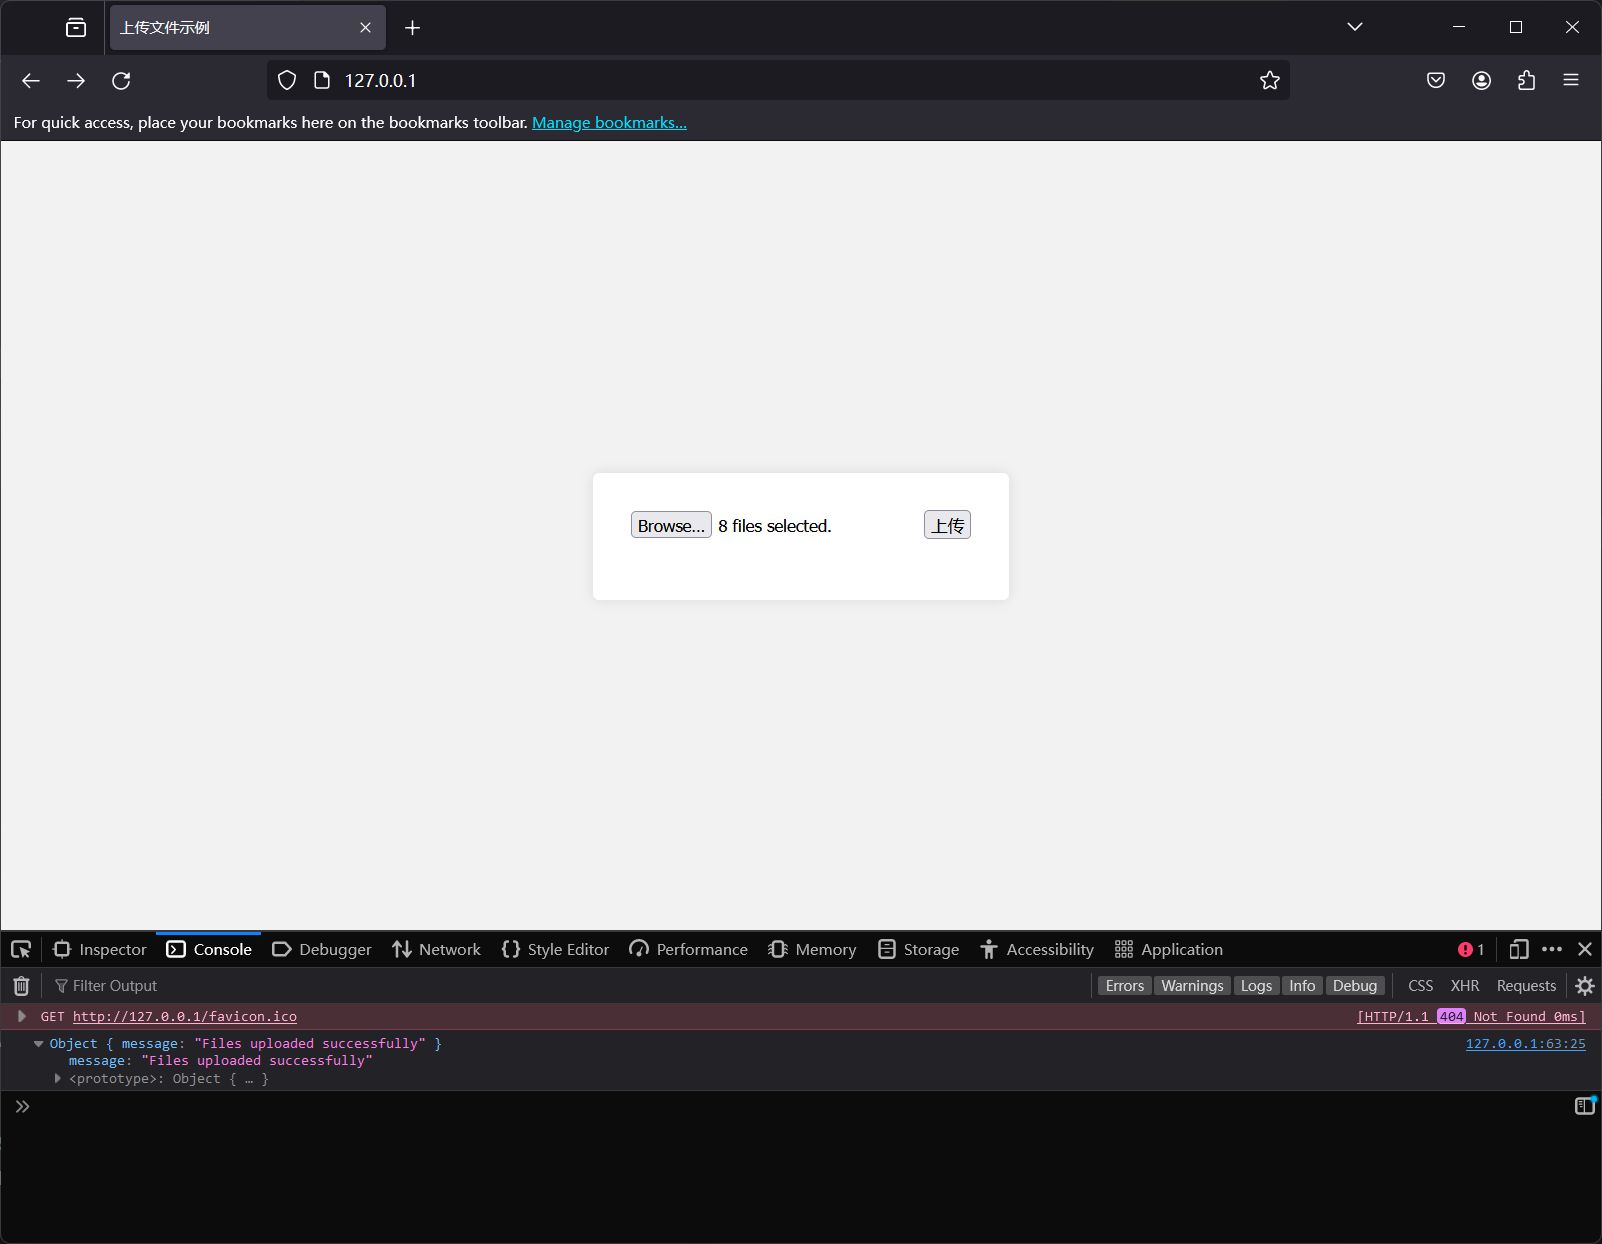 上传文件示例
127.0.0.1
For quick access, place your bookmarks here on the bookmarks toolbar. Manage bookmarks...
Browse... 8 files selected. 上传
Inspector Console Debugger Network Style Editor Performance Memory Storage Accessibility Application 1
Filter Output Errors Warnings Logs Info Debug CSS XHR Requests
GET http://127.0.0.1/favicon.ico [HTTP/1.1 404 Not Found 0ms]
Object { message: "Files uploaded successfully" } 127.0.0.1:63:25
message: "Files uploaded successfully"
<prototype>: Object { … }